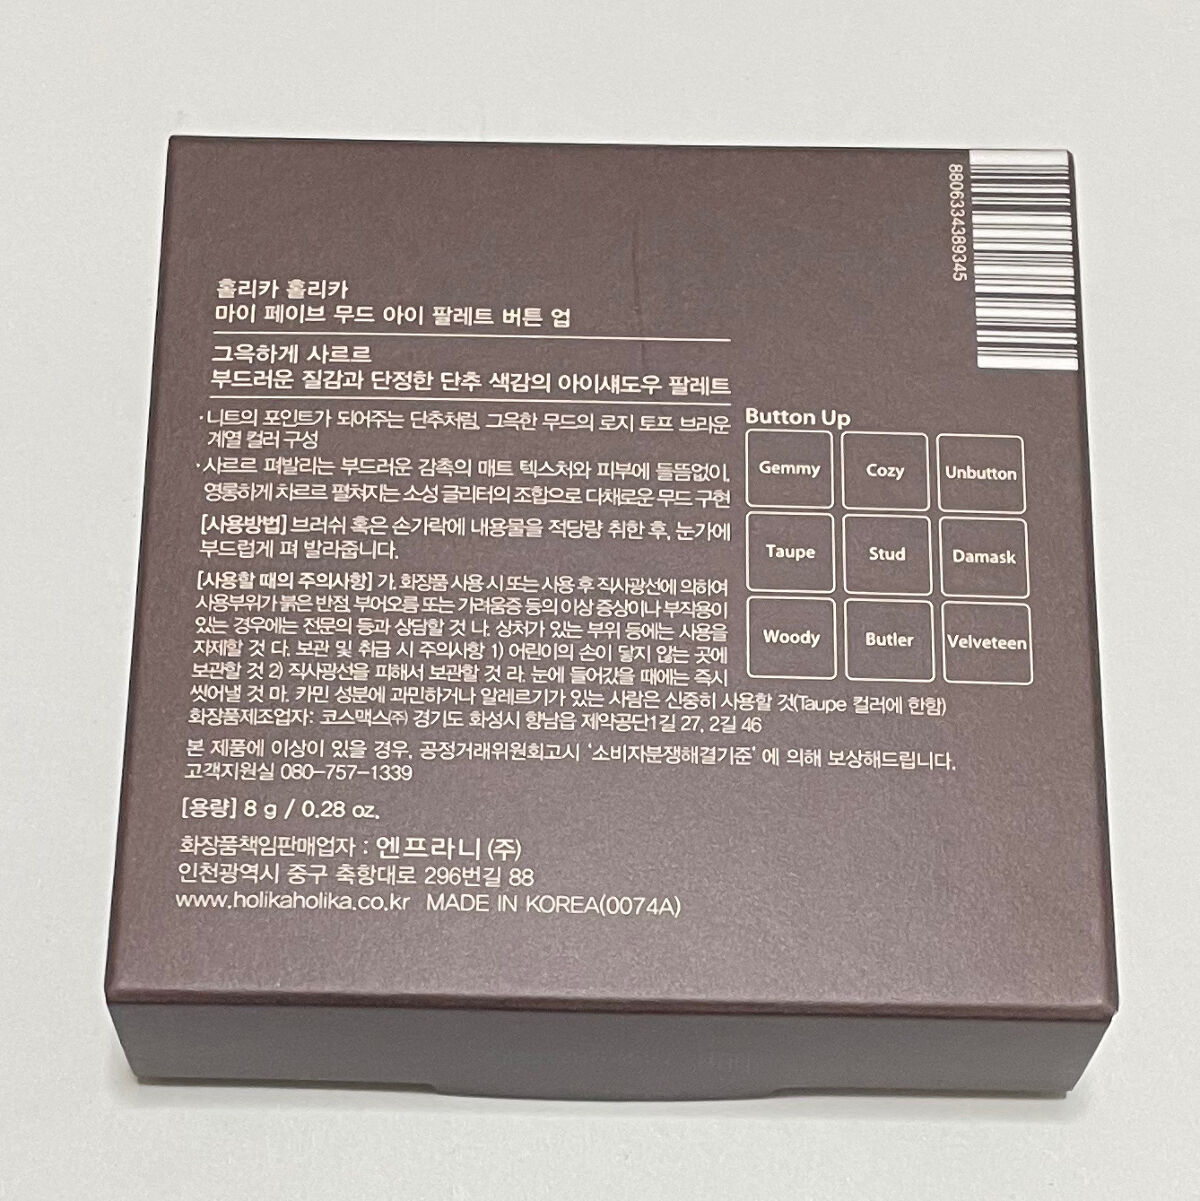 홀리카 홀리카
마이 페이브 무드 아이 팔레트 버튼 업
그윽하게 사르르
부드러운 질감과 단정한 단추 색감의 아이섀도우 팔레트
·니트의 포인트가 되어주는 단추처럼, 그윽한 무드의 로지 토프 브라운
계열 컬러 구성
·사르르 펴발리는 부드러운 감촉의 매트 텍스처와 피부에 들뜸없이,
영롱하게 차르르 펼쳐지는 소성 글리터의 조합으로 다채로운 무드 구현
[사용방법] 브러쉬 혹은 손가락에 내용물을 적당량 취한 후, 눈가에
부드럽게 펴 발라줍니다.
[사용할 때의 주의사항] 가. 화장품 사용 시 또는 사용 후 직사광선에 의하여
사용부위가 붉은 반점, 부어오름 또는 가려움증 등의 이상 증상이나 부작용이
있는 경우에는 전문의 등과 상담할 것 나. 상처가 있는 부위 등에는 사용을
자제할 것 다. 보관 및 취급 시 주의사항 1) 어린이의 손이 닿지 않는 곳에
보관할 것 2) 직사광선을 피해서 보관할 것 라. 눈에 들어갔을 때에는 즉시
씻어낼 것 마. 카민 성분에 과민하거나 알레르기가 있는 사람은 신중히 사용할 것(Taupe 컬러에 한함)
화장품제조업자: 코스맥스(주) 경기도 화성시 향남읍 제약공단1길 27, 2길 46
본 제품에 이상이 있을 경우, 공정거래위원회고시 '소비자분쟁해결기준' 에 의해 보상해드립니다.
고객지원실 080-757-1339
[용량] 8 g / 0.28 oz.
화장품책임판매업자 : 엔프라니 (주)
인천광역시 중구 축항대로 296번길 88
www.holikaholika.co.kr MADE IN KOREA(0074A)
Button Up
Gemmy Cozy Unbutton
Taupe Stud Damask
Woody Butler Velveteen
8806334389345